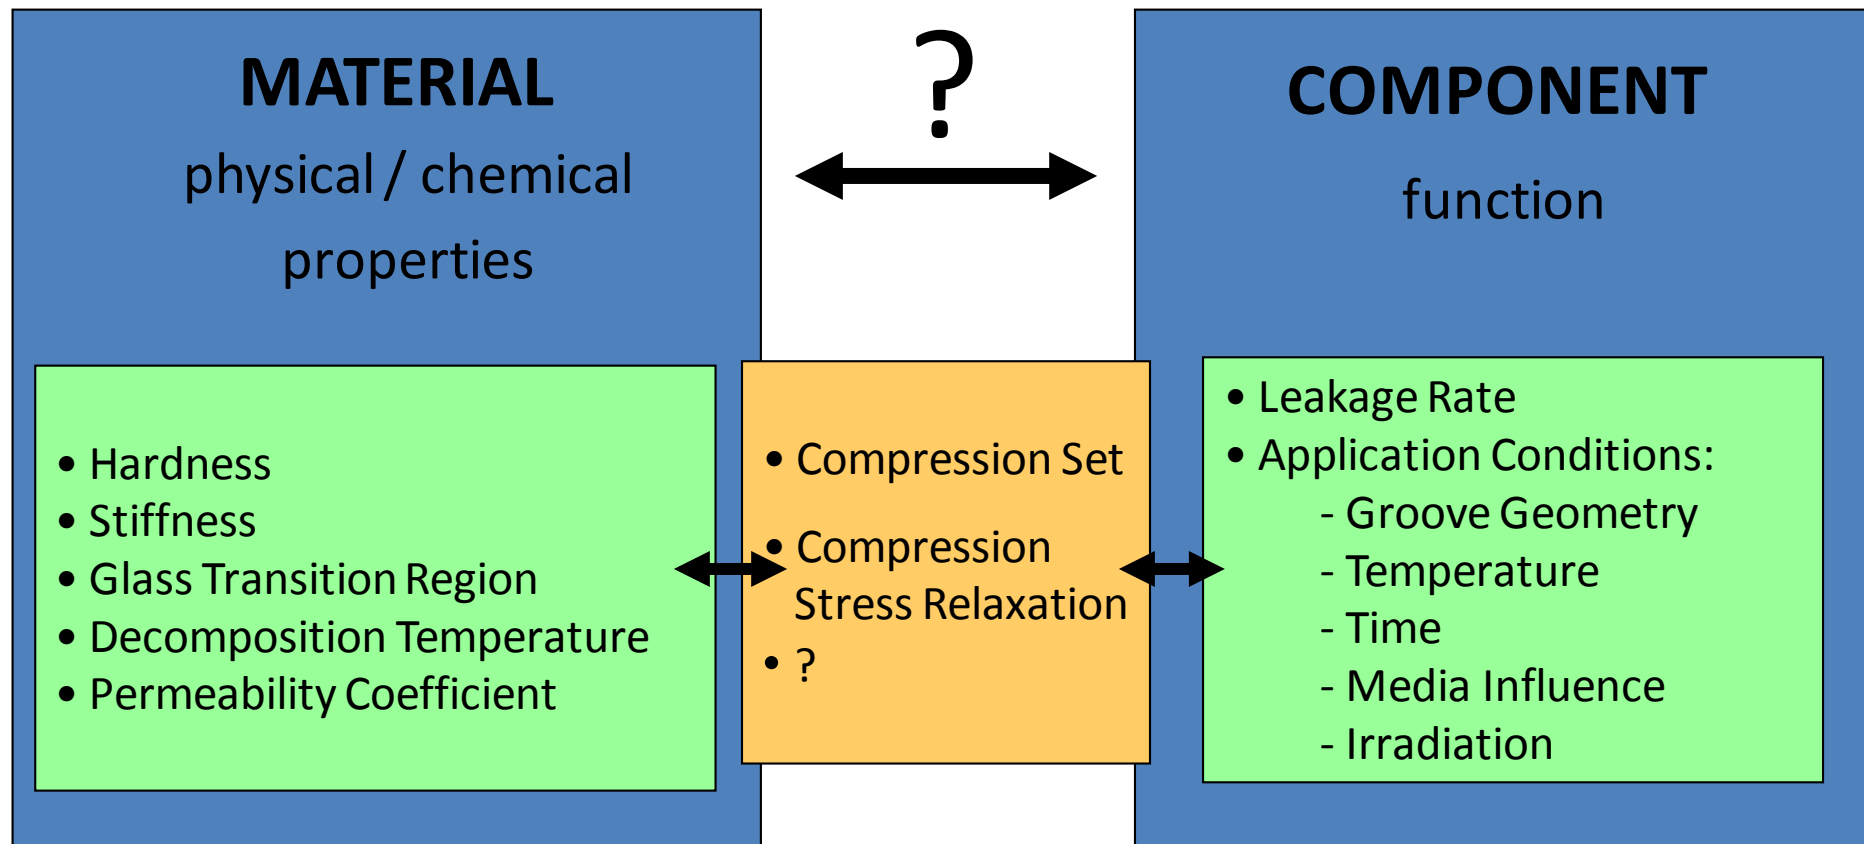 MATERIAL
physical / chemical
properties
• Hardness
• Stiffness
• Glass Transition Region
• Decomposition Temperature
• Permeability Coefficient
?
• Compression Set
• Compression
Stress Relaxation
• ?
COMPONENT
function
• Leakage Rate
• Application Conditions:
- Groove Geometry
- Temperature
- Time
- Media Influence
- Irradiation